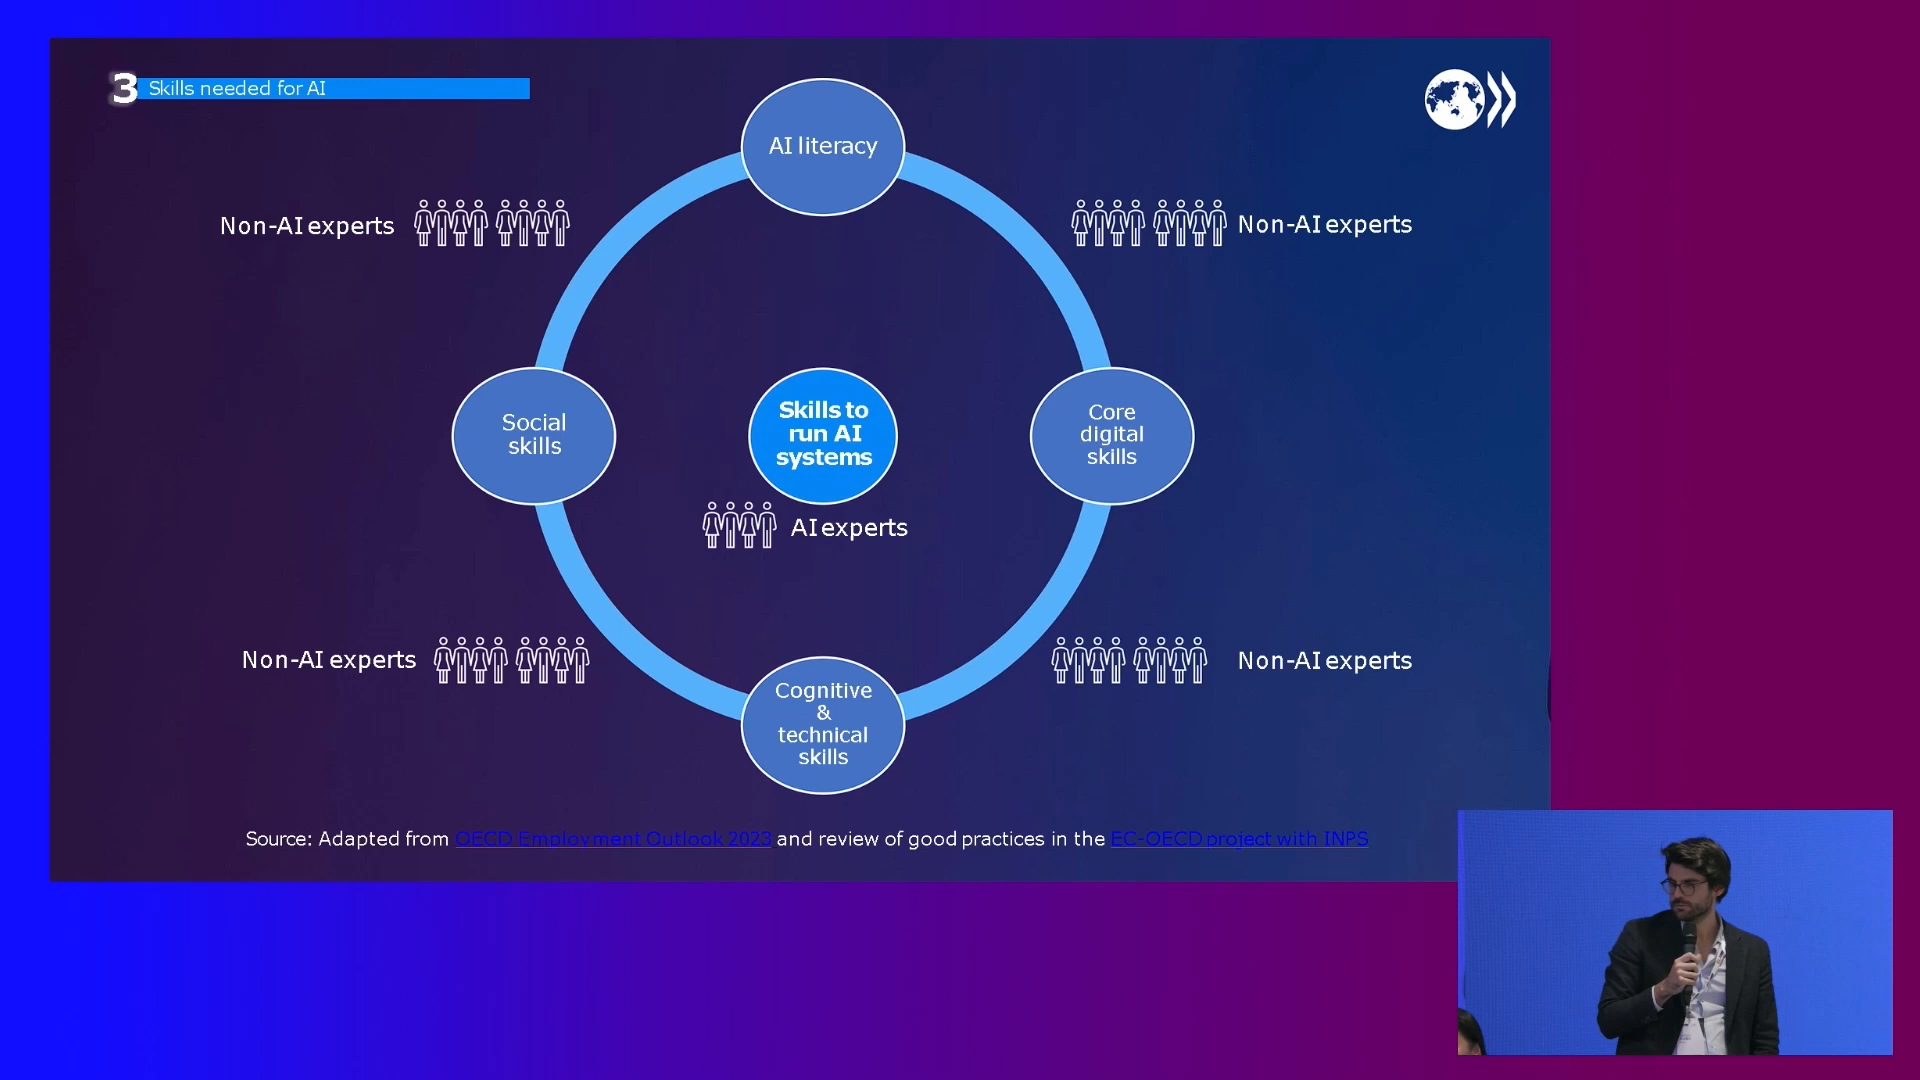 3 Skills needed for AI
AI literacy
Non-AI experts
Non-AI experts
Social
skills
Skills to
run AI
systems
Core
digital
skills
AI experts
Non-AI experts
Non-AI experts
Cognitive
&
technical
skills
Source: Adapted from OECD Employment Outlook 2023 and review of good practices in the EC-OECD project with INPS